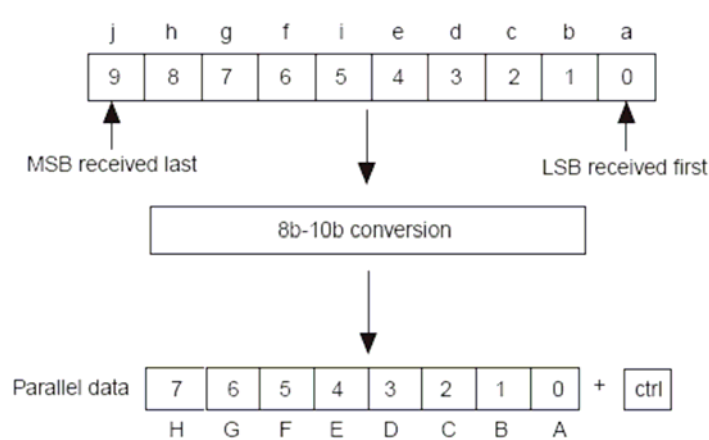 j h g f i e d c b a
9 8 7 6 5 4 3 2 1 0
MSB received last
LSB received first
8b-10b conversion
Parallel data 7 6 5 4 3 2 1 0 + ctrl
H G F E D C B A